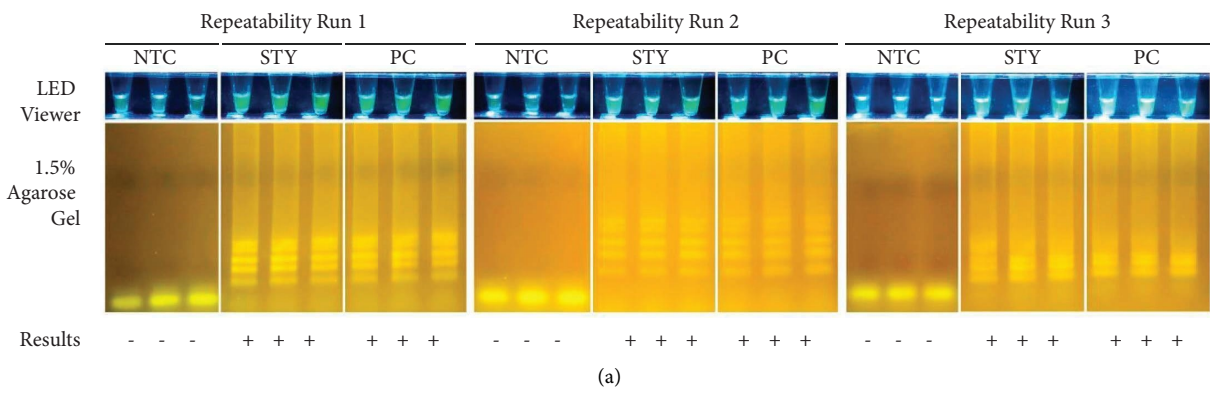 Repeatability Run 1 Repeatability Run 2 Repeatability Run 3
NTC STY PC NTC STY PC NTC STY PC
LED
Viewer
1.5%
Agarose
Gel
Results - - - + + + + + + - - - + + + + + + - - - + + + + + +
(a)